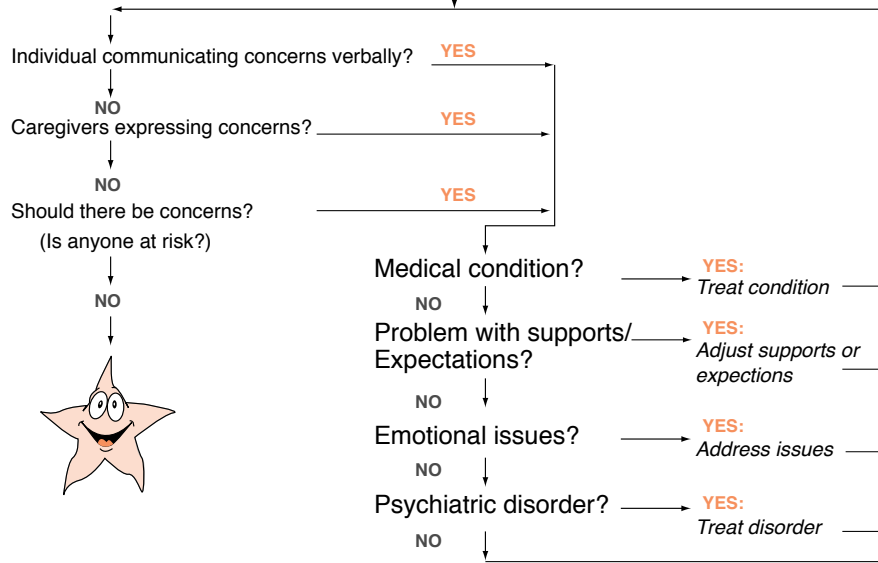 Individual communicating concerns verbally?
YES
NO
Caregivers expressing concerns?
YES
NO
Should there be concerns?
YES
(Is anyone at risk?)
NO
Medical condition?
YES:
Treat condition
NO
Problem with supports/
Expectations?
YES:
Adjust supports or
expections
NO
Emotional issues?
YES:
Address issues
NO
Psychiatric disorder?
YES:
Treat disorder
NO